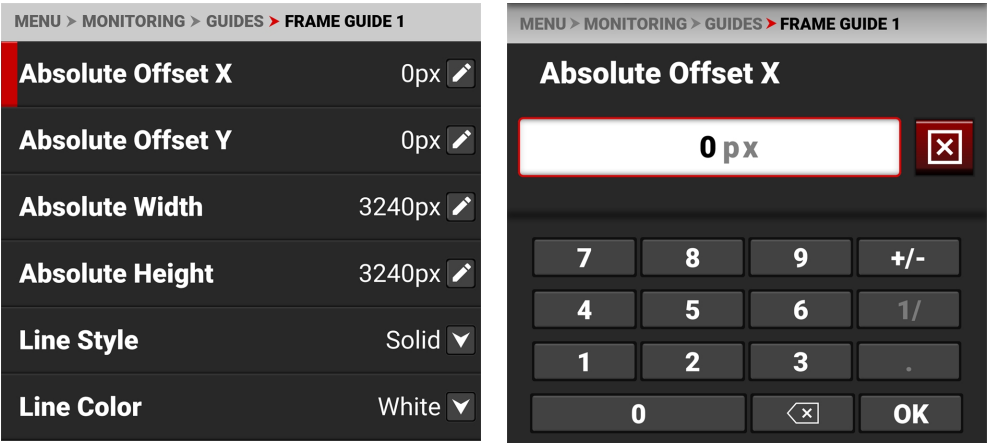 MENU > MONITORING > GUIDES > FRAME GUIDE 1
Absolute Offset X 0px
Absolute Offset Y 0px
Absolute Width 3240px
Absolute Height 3240px
Line Style Solid
Line Color White
MENU > MONITORING > GUIDES > FRAME GUIDE 1
Absolute Offset X
0 px
7 8 9 +/-
4 5 6 1/
1 2 3 .
0 OK